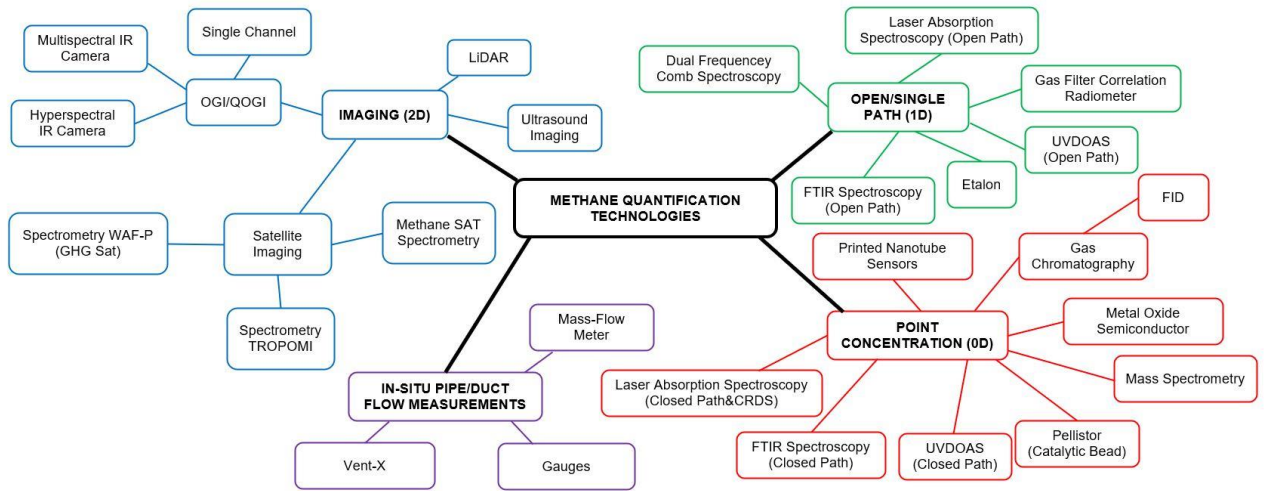 Multispectral IR
Camera
Single Channel
Hyperspectral
IR Camera
OGI/QOGI
IMAGING (2D)
LiDAR
Ultrasound
Imaging
Satellite
Imaging
Spectrometry WAF-P
(GHG Sat)
Methane SAT
Spectrometry
Spectrometry
TROPOMI
METHANE QUANTIFICATION
TECHNOLOGIES
Laser Absorption
Spectroscopy (Open Path)
Dual Frequencey
Comb Spectroscopy
OPEN/SINGLE
PATH (1D)
Gas Filter Correlation
Radiometer
UVDOAS
(Open Path)
Etalon
FTIR Spectroscopy
(Open Path)
FID
Gas
Chromatography
Printed Nanotube
Sensors
POINT
CONCENTRATION (0D)
Metal Oxide
Semiconductor
Mass Spectrometry
Laser Absorption Spectroscopy
(Closed Path&CRDS)
FTIR Spectroscopy
(Closed Path)
UVDOAS
(Closed Path)
Pellistor
(Catalytic Bead)
Mass-Flow
Meter
IN-SITU PIPE/DUCT
FLOW MEASUREMENTS
Vent-X
Gauges